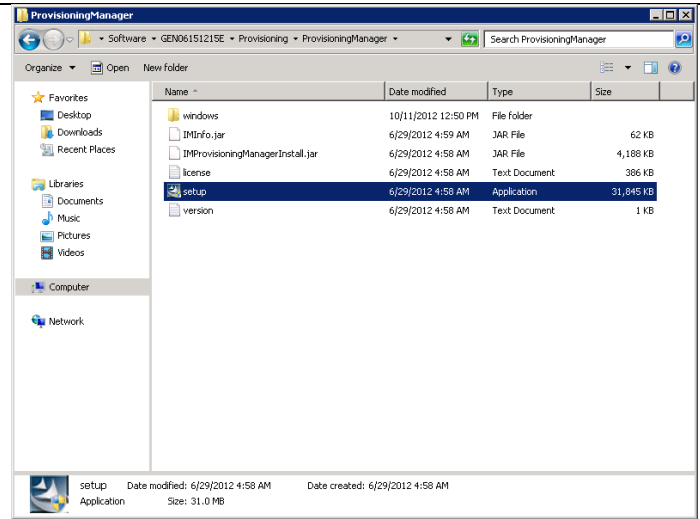 ProvisioningManager
Software GEN06151215E Provisioning ProvisioningManager Search ProvisioningManager
Organize Open New folder
Favorites
Desktop
Downloads
Recent Places
Libraries
Documents
Music
Pictures
Videos
Computer
Network
Name Date modified Type Size
windows 10/11/2012 12:50 PM File folder
IMInfo.jar 6/29/2012 4:59 AM JAR File 62 KB
IMProvisioningManagerInstall.jar 6/29/2012 4:58 AM JAR File 4,188 KB
license 6/29/2012 4:58 AM Text Document 386 KB
setup 6/29/2012 4:58 AM Application 31,845 KB
version 6/29/2012 4:58 AM Text Document 1 KB
setup Date modified: 6/29/2012 4:58 AM Date created: 6/29/2012 4:58 AM
Application Size: 31.0 MB